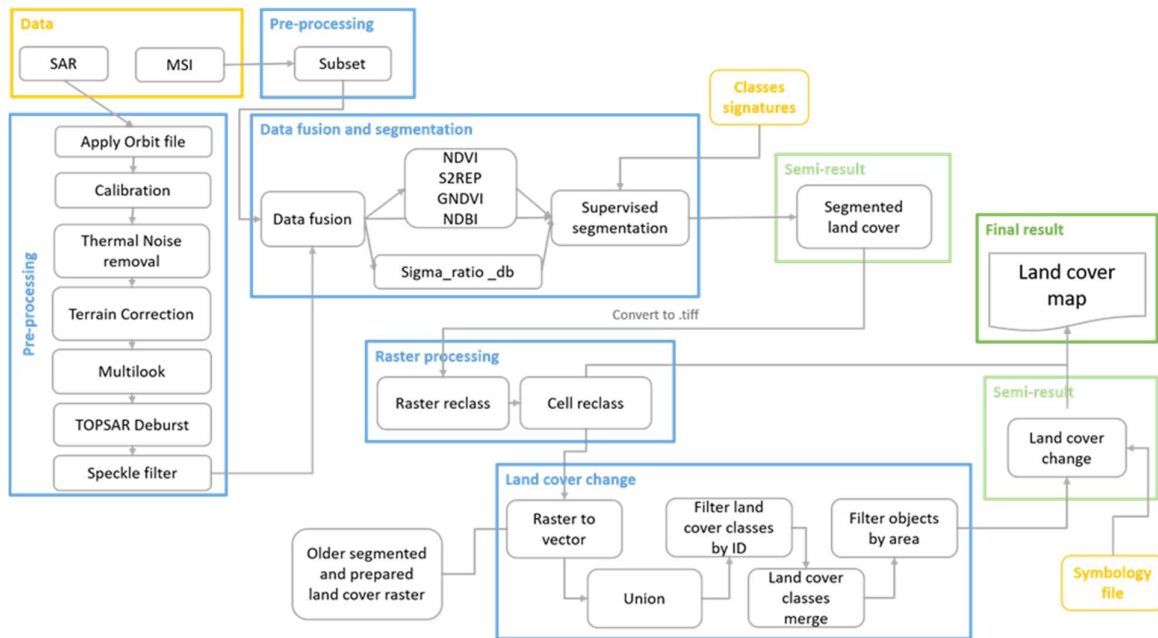 Data
SAR
MSI
Pre-processing
Subset
Pre-processing
Apply Orbit file
Calibration
Thermal Noise
removal
Terrain Correction
Multilook
TOPSAR Deburst
Speckle filter
Data fusion and segmentation
Data fusion
NDVI
S2REP
GNDVI
NDBI
Sigma_ratio _db
Supervised
segmentation
Classes
signatures
Semi-result
Segmented
land cover
Convert to .tiff
Raster processing
Raster reclass
Cell reclass
Final result
Land cover
map
Semi-result
Land cover
change
Land cover change
Raster to
vector
Older segmented
and prepared
land cover raster
Union
Filter land
cover classes
by ID
Land cover
classes
merge
Filter objects
by area
Symbology
file